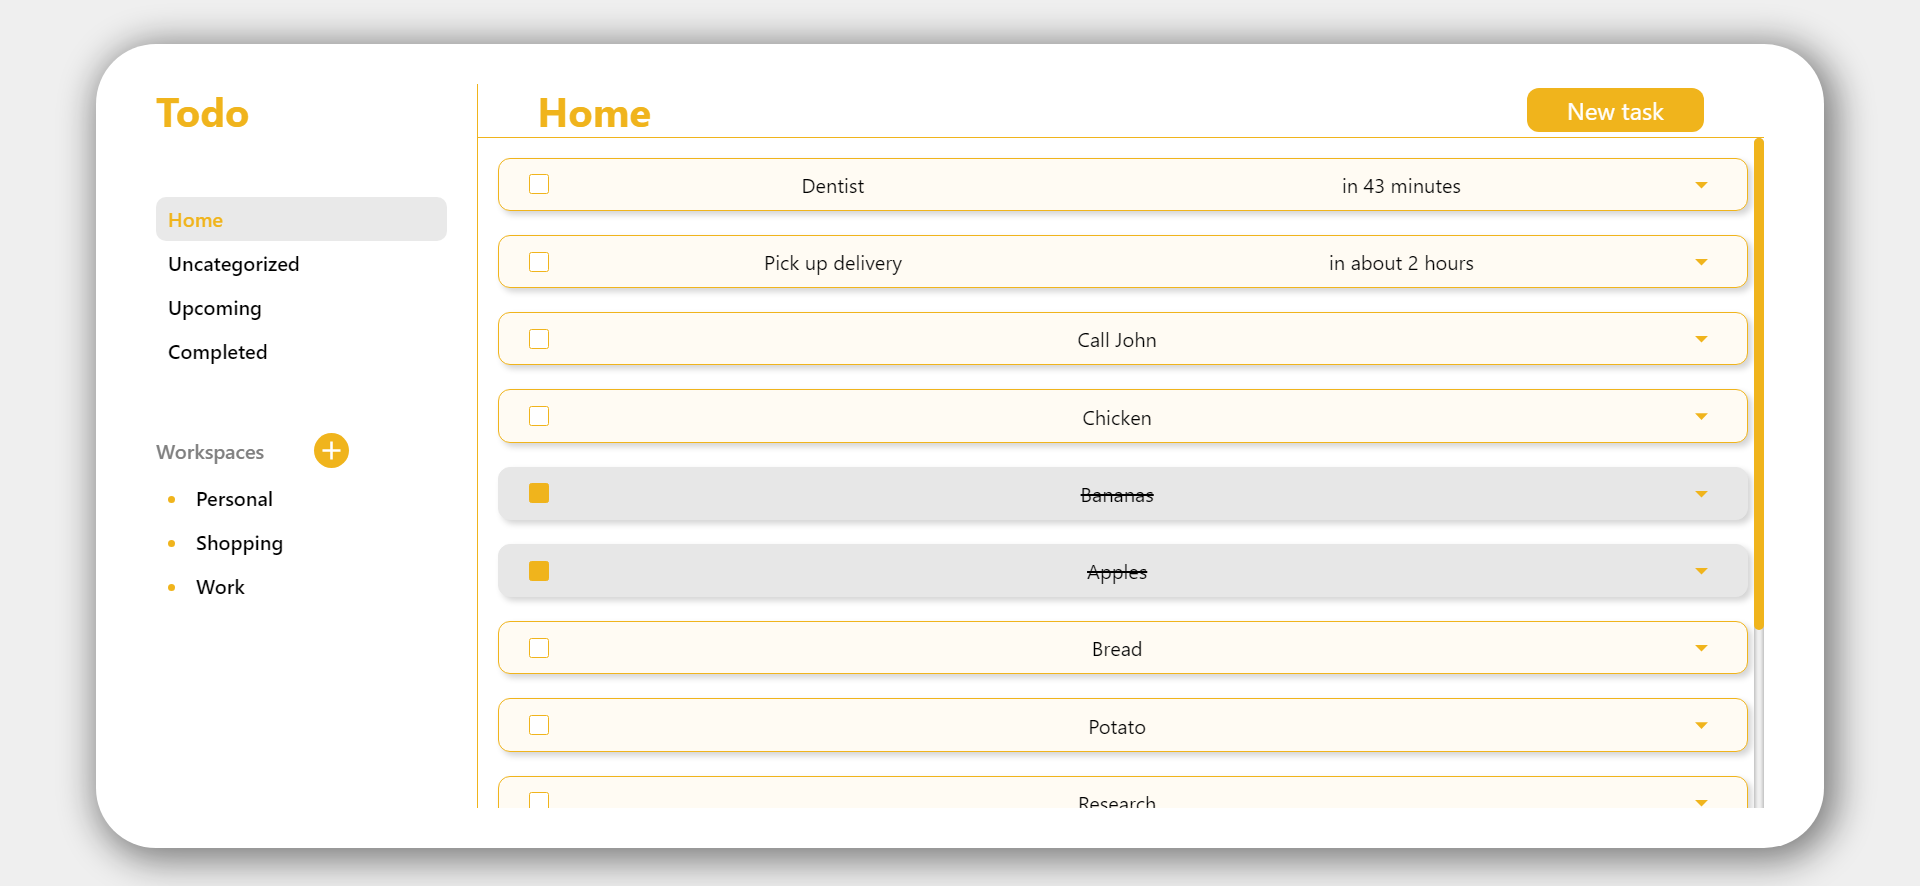 Todo
Home
Uncategorized
Upcoming
Completed
Workspaces
Personal
Shopping
Work
Home
New task
Dentist in 43 minutes
Pick up delivery in about 2 hours
Call John
Chicken
Bananas
Apples
Bread
Potato
Research